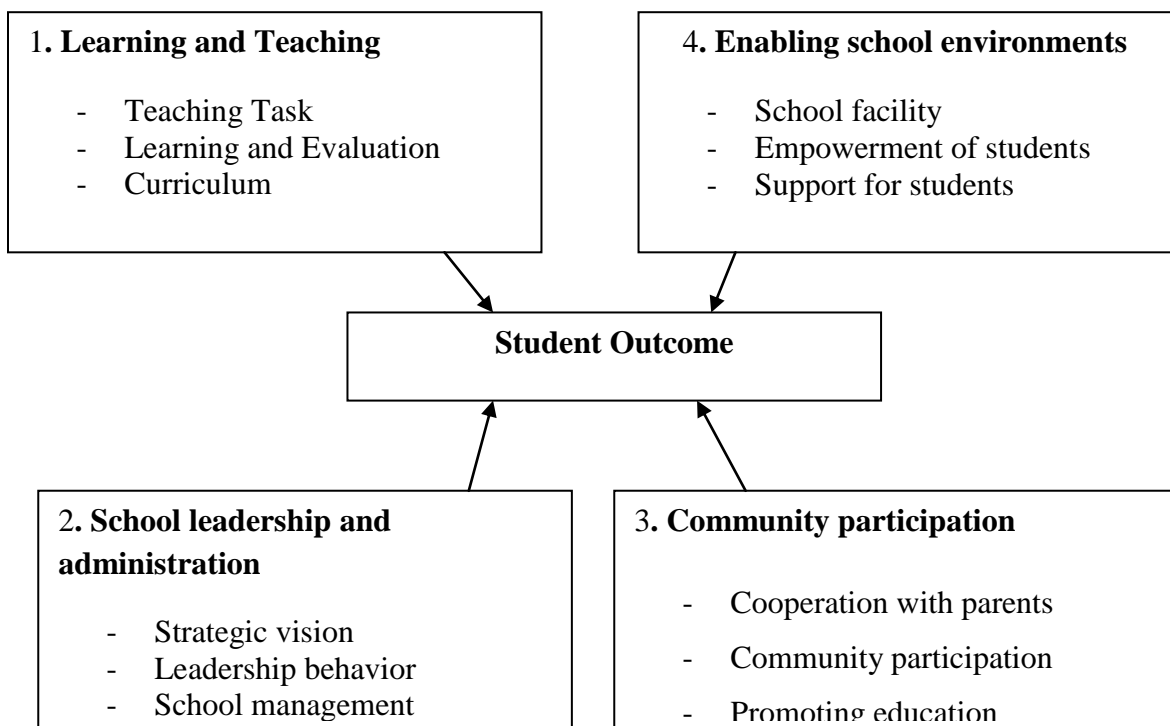 1. Learning and Teaching
- Teaching Task
- Learning and Evaluation
- Curriculum
4. Enabling school environments
- School facility
- Empowerment of students
- Support for students
Student Outcome
2. School leadership and
administration
- Strategic vision
- Leadership behavior
- School management
3. Community participation
- Cooperation with parents
- Community participation
- Promoting education